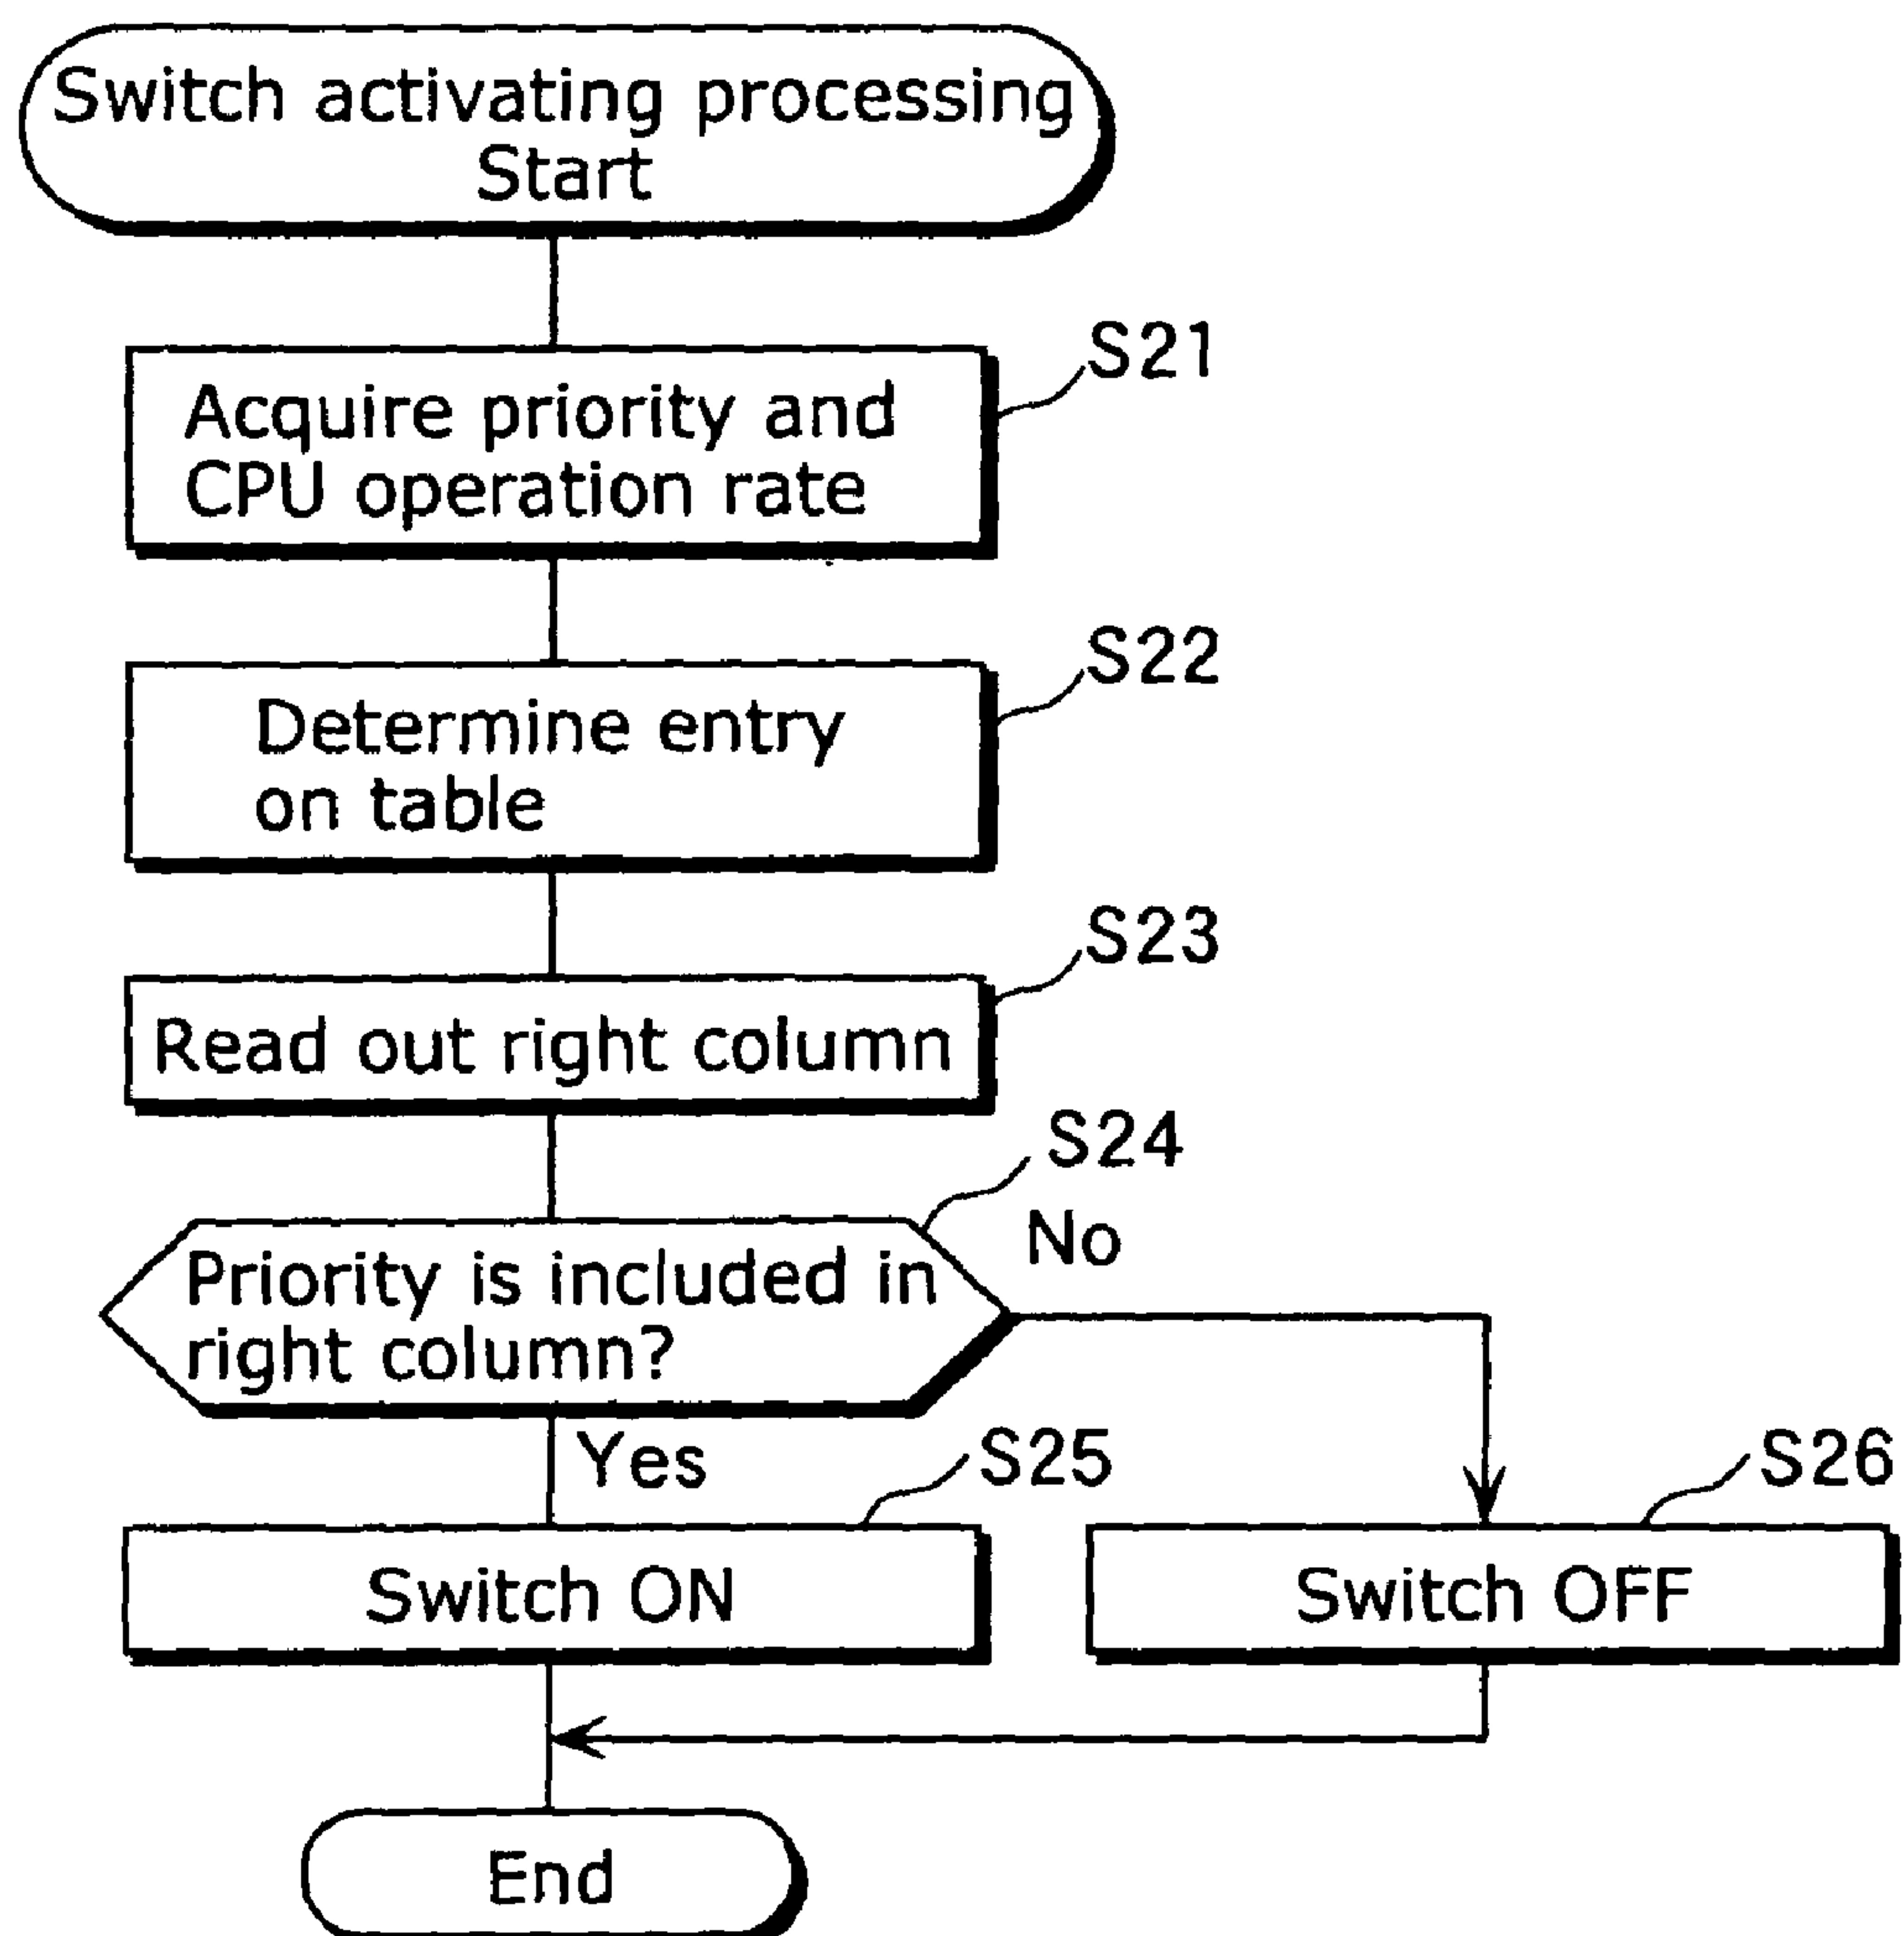 Switch activating processing
Start
S21
Acquire priority and
CPU operation rate
S22
Determine entry
on table
S23
Read out right column
S24
No
Priority is included in
right column?
Yes
S25
S26
Switch ON
Switch OFF
End